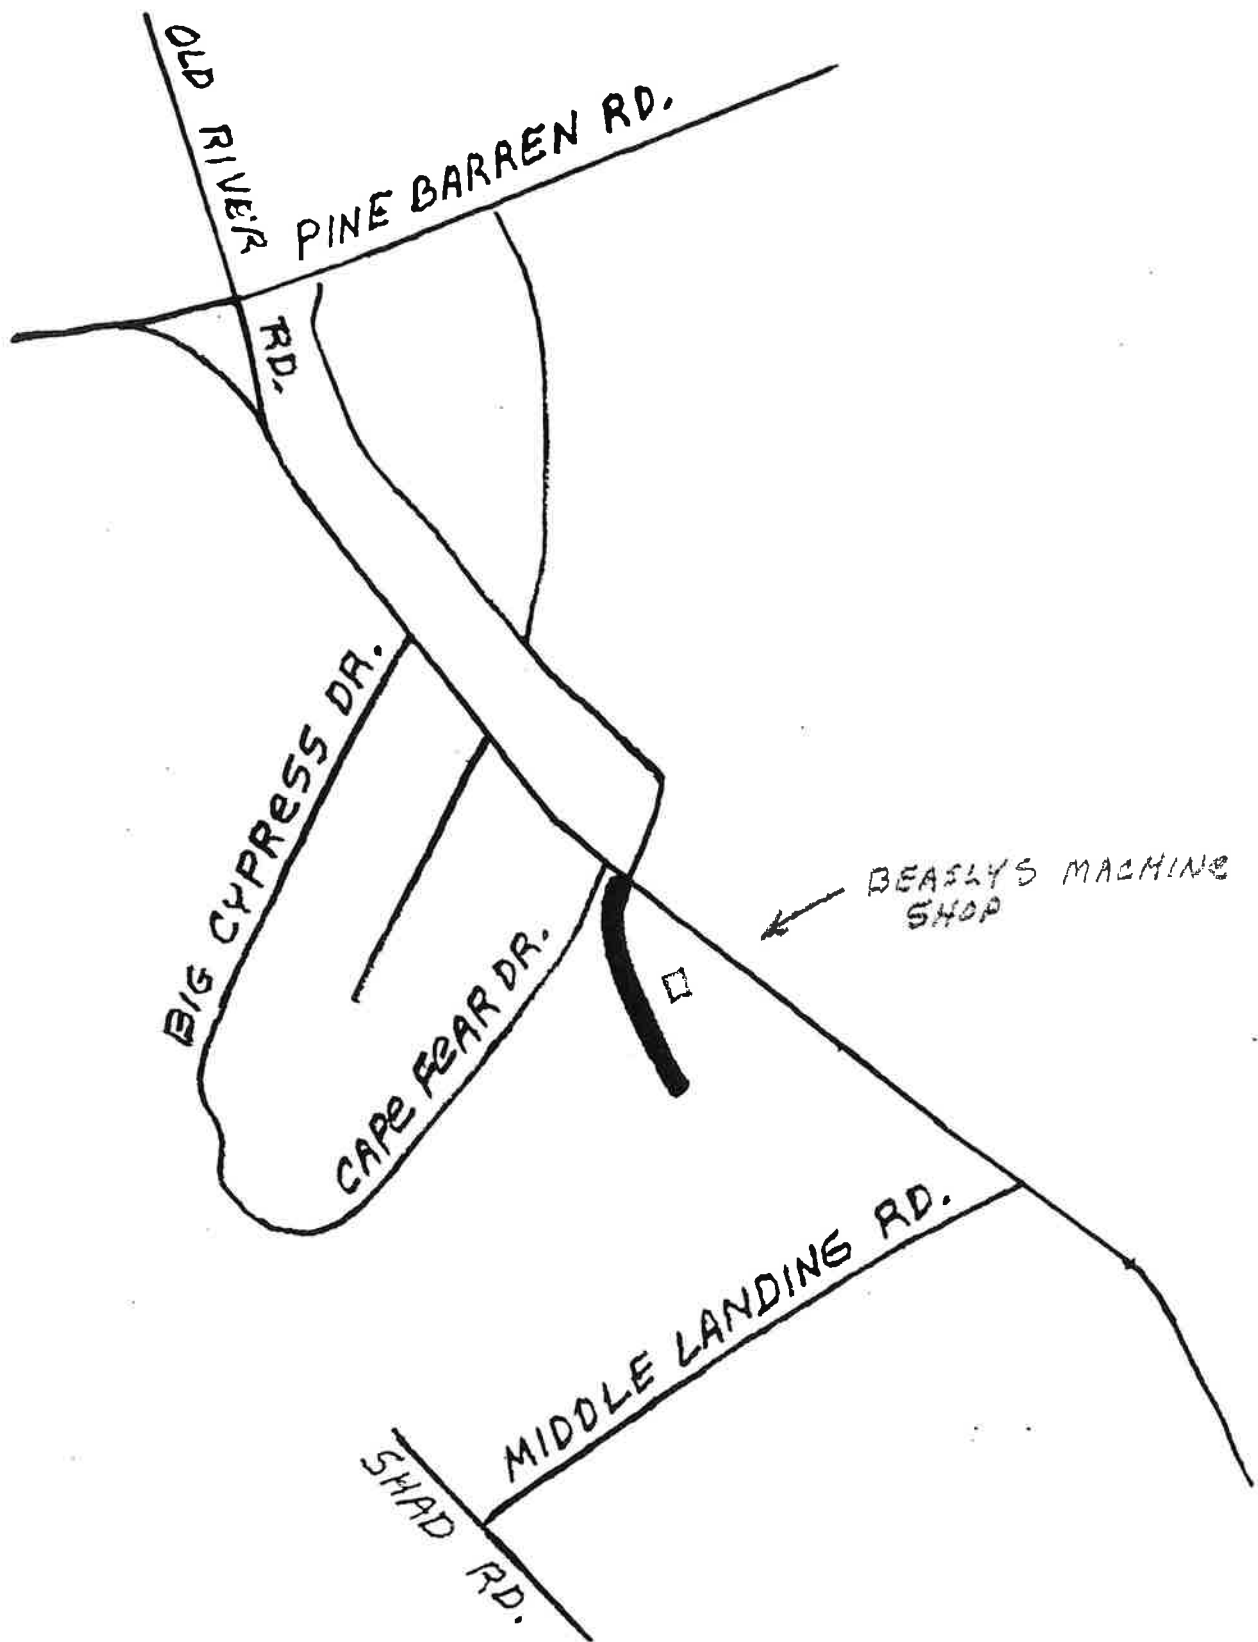 OLD RIVER RD.
PINE BARREN RD.
BIG CYPRESS DR.
CAPE FEAR DR.
BEASLYS MACHINE
SHOP
MIDDLE LANDING RD.
SHAD RD.